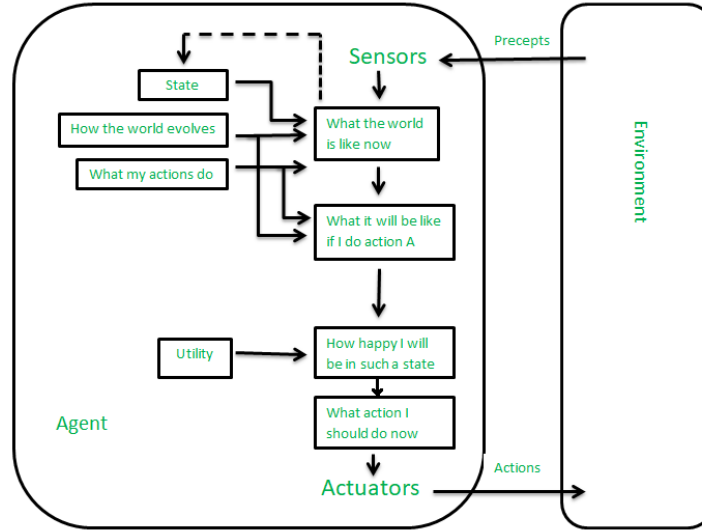 Precepts
Sensors
State
How the world evolves
What the world
is like now
What my actions do
What it will be like
if I do action A
Environment
Utility
How happy I will
be in such a state
What action I
should do now
Agent
Actions
Actuators